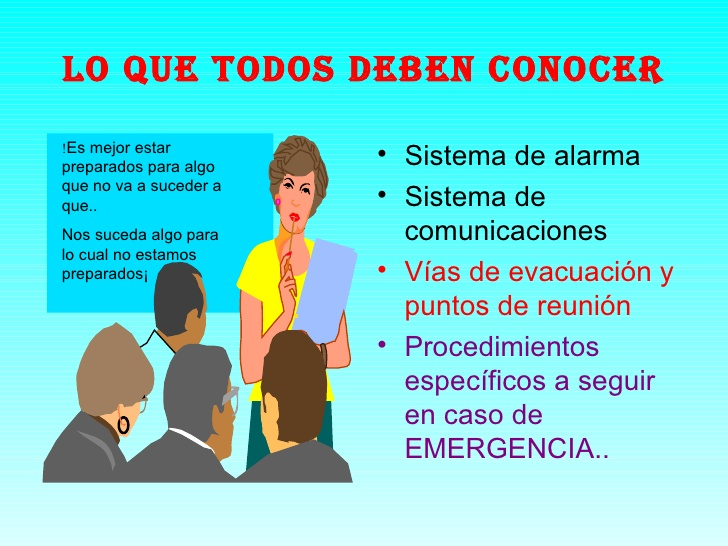 LO QUE TODOS DEBEN CONOCER
!Es mejor estar
preparados para algo
que no va a suceder a
que..
Nos suceda algo para
lo cual no estamos
preparados¡
• Sistema de alarma
• Sistema de
comunicaciones
• Vías de evacuación y
puntos de reunión
• Procedimientos
específicos a seguir
en caso de
EMERGENCIA..